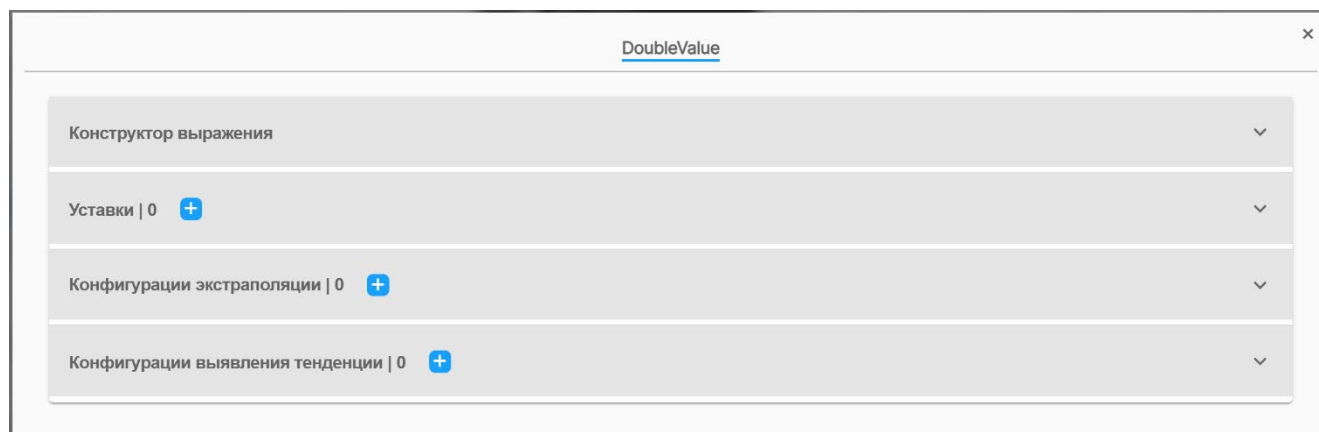 DoubleValue
Конструктор выражения
Уставки | 0
Конфигурации экстраполяции | 0
Конфигурации выявления тенденции | 0